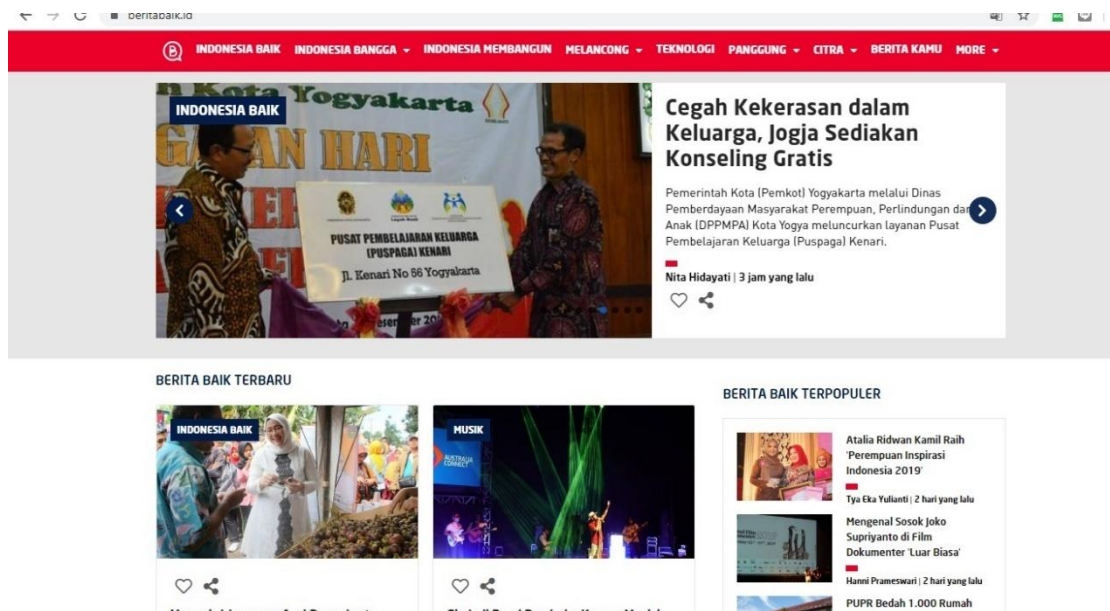 beritabaik.id
B INDONESIA BAIK INDONESIA BANGGA INDONESIA MEMBANGUN MELANCONG TEKNOLOGI PANGGUNG CITRA BERITA KAMU MORE
INDONESIA BAIK
Kota Yogyakarta
HARI
PUSAT PEMBELAJARAN KELUARGA
(PUSPAGA) KENARI
Jl. Kenari No 56 Yogyakarta
Cegah Kekerasan dalam
Keluarga, Jogja Sediakan
Konseling Gratis
Pemerintah Kota (Pemkot) Yogyakarta melalui Dinas
Pemberdayaan Masyarakat Perempuan, Perlindungan dan
Anak (DPPMPA) Kota Yogya meluncurkan layanan Pusat
Pembelajaran Keluarga (Puspaga) Kenari.
Nita Hidayati | 3 jam yang lalu
BERITA BAIK TERBARU
INDONESIA BAIK
MUSIK
AUSTRALIA
CONNECT
BERITA BAIK TERPOPULER
Atalia Ridwan Kamil Raih
'Perempuan Inspirasi
Indonesia 2019'
Tya Eka Yulianti | 2 hari yang lalu
Mengenal Sosok Joko
Supriyanto di Film
Dokumenter 'Luar Biasa'
Hanni Prameswari | 2 hari yang lalu
PUPR Bedah 1.000 Rumah